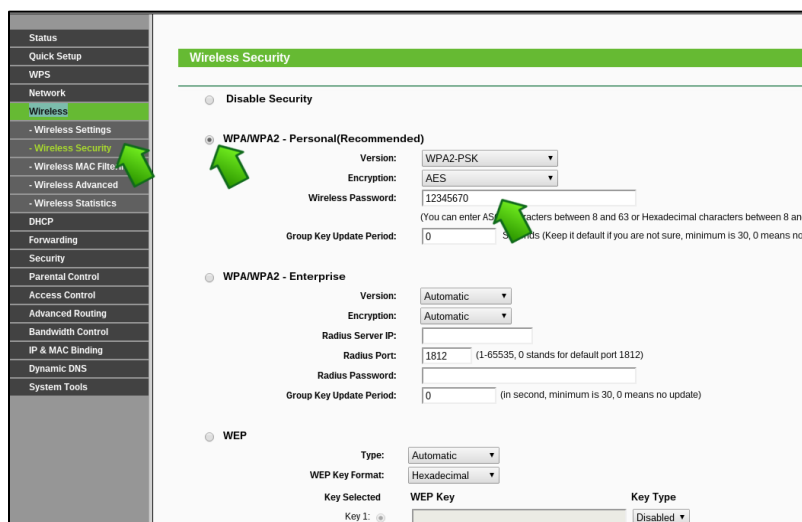 Status
Quick Setup
WPS
Network
Wireless
- Wireless Settings
- Wireless Security
- Wireless MAC
- Wireless Advanced
- Wireless Statistics
DHCP
Forwarding
Security
Parental Control
Access Control
Advanced Routing
Bandwidth Control
IP & MAC Binding
Dynamic DNS
System Tools
Wireless Security
Disable Security
WPA/WPA2 - Personal(Recommended)
Version: WPA2-PSK
Encryption: AES
Wireless Password: 12345670
(You can enter between 8 and 63 or Hexadecimal characters between 8 an
Group Key Update Period: 0 (Keep it default if you are not sure, minimum is 30, 0 means no
WPA/WPA2 - Enterprise
Version: Automatic
Encryption: Automatic
Radius Server IP:
Radius Port: 1812 (1-65535, 0 stands for default port 1812)
Radius Password:
Group Key Update Period: 0 (in second, minimum is 30, 0 means no update)
WEP
Type: Automatic
WEP Key Format: Hexadecimal
Key Selected WEP Key Key Type
Key 1: Disabled